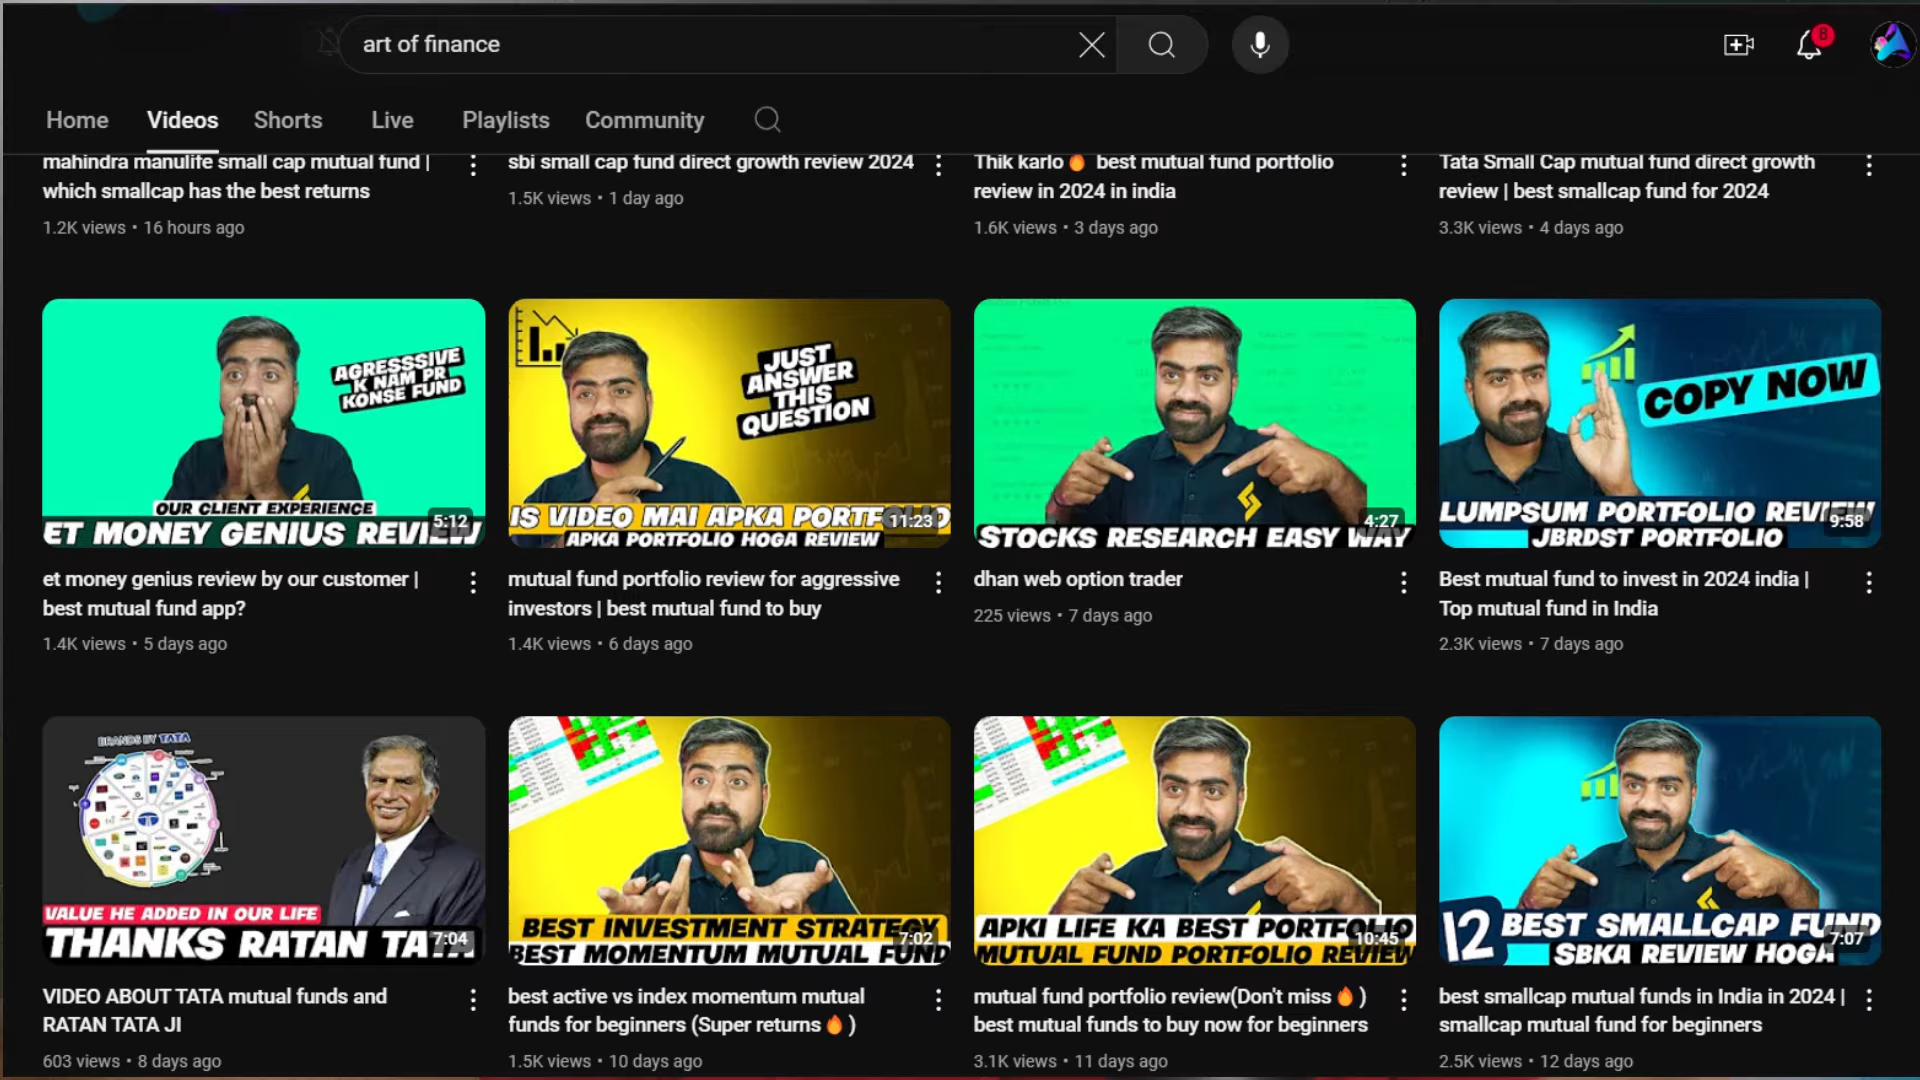 art of finance
8
Home Videos Shorts Live Playlists Community
mahindra manulife small cap mutual fund |
which smallcap has the best returns
1.2K views • 16 hours ago
sbi small cap fund direct growth review 2024
1.5K views • 1 day ago
Thik karlo🔥 best mutual fund portfolio
review in 2024 in india
1.6K views • 3 days ago
Tata Small Cap mutual fund direct growth
review | best smallcap fund for 2024
3.3K views • 4 days ago
AGRESSSIVE
K NAM PR
KONSE FUND
OUR CLIENT EXPERIENCE
ET MONEY GENIUS REVIEW
5:12
et money genius review by our customer |
best mutual fund app?
1.4K views • 5 days ago
JUST
ANSWER
THIS
QUESTION
IS VIDEO MAI APKA PORTFOLIO
11:23
APKA PORTFOLIO HOGA REVIEW
mutual fund portfolio review for aggressive
investors | best mutual fund to buy
1.4K views • 6 days ago
4:27
STOCKS RESEARCH EASY WAY
dhan web option trader
225 views • 7 days ago
COPY NOW
LUMPSUM PORTFOLIO REVIEW
9:58
JBRDST PORTFOLIO
Best mutual fund to invest in 2024 india |
Top mutual fund in India
2.3K views • 7 days ago
BRANDS BY TATA
VALUE HE ADDED IN OUR LIFE
THANKS RATAN TATA
7:04
VIDEO ABOUT TATA mutual funds and
RATAN TATA JI
603 views • 8 days ago
BEST INVESTMENT STRATEGY
7:02
BEST MOMENTUM MUTUAL FUND
best active vs index momentum mutual
funds for beginners (Super returns🔥)
1.5K views • 10 days ago
APKI LIFE KA BEST PORTFOLIO
10:45
MUTUAL FUND PORTFOLIO REVIEW
mutual fund portfolio review(Don't miss🔥)
best mutual funds to buy now for beginners
3.1K views • 11 days ago
12 BEST SMALLCAP FUND
7:07
SBKA REVIEW HOGA
best smallcap mutual funds in India in 2024 |
smallcap mutual fund for beginners
2.5K views • 12 days ago